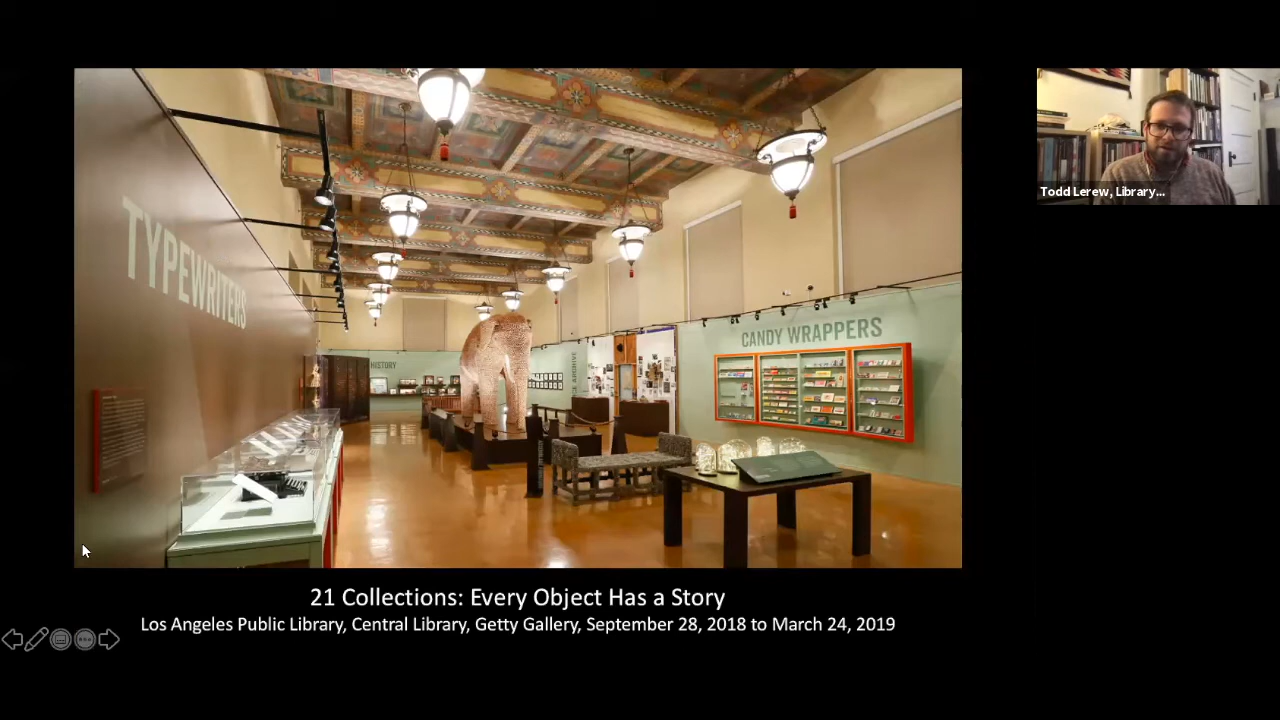 TYPEWRITERS
HISTORY
CANDY WRAPPERS
Todd Lerew, Library...
21 Collections: Every Object Has a Story
Los Angeles Public Library, Central Library, Getty Gallery, September 28, 2018 to March 24, 2019